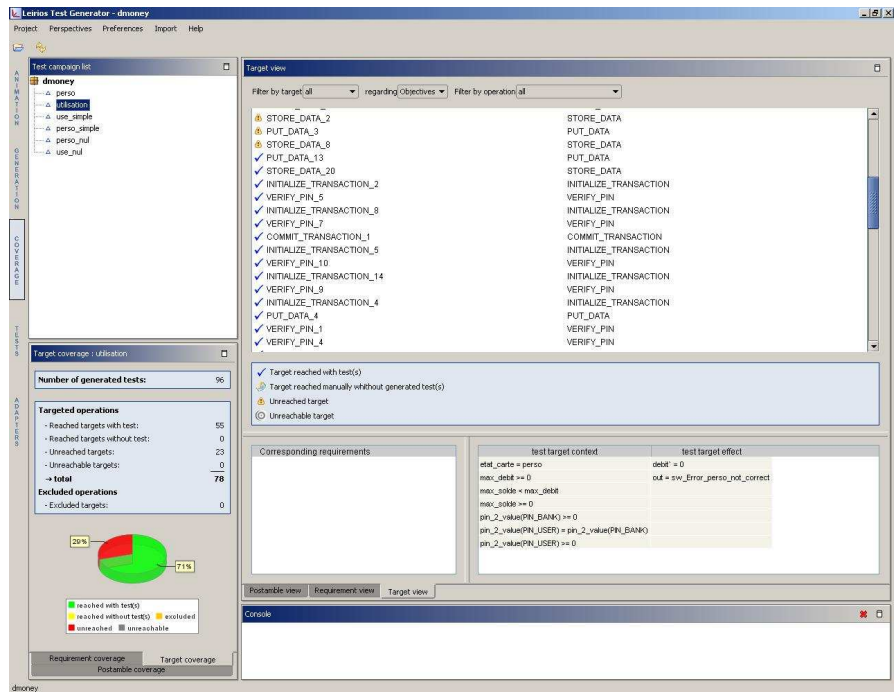 Leirios Test Generator - dmoney
Project Perspectives Preferences Import Help
ANIMATION
GENERATION
COVERAGE
TESTS
ADAPTERS
Test campaign list
dmoney
perso
utilisation
use_simple
perso_simple
perso_nul
use_nul
Target coverage : utilisation
Number of generated tests: 96
Targeted operations
- Reached targets with test: 55
- Reached targets without test: 0
- Unreached targets: 23
- Unreachable targets: 0
→ total 78
Excluded operations
- Excluded targets: 0
29%
71%
reached with test(s)
reached without test(s) excluded
unreached unreachable
Requirement coverage Target coverage
Postamble coverage
Target view
Filter by target all regarding Objectives Filter by operation all
STORE_DATA_2 STORE_DATA
PUT_DATA_3 PUT_DATA
STORE_DATA_8 STORE_DATA
PUT_DATA_13 PUT_DATA
STORE_DATA_20 STORE_DATA
INITIALIZE_TRANSACTION_2 INITIALIZE_TRANSACTION
VERIFY_PIN_5 VERIFY_PIN
INITIALIZE_TRANSACTION_8 INITIALIZE_TRANSACTION
VERIFY_PIN_7 VERIFY_PIN
COMMIT_TRANSACTION_1 COMMIT_TRANSACTION
INITIALIZE_TRANSACTION_5 INITIALIZE_TRANSACTION
VERIFY_PIN_10 VERIFY_PIN
INITIALIZE_TRANSACTION_14 INITIALIZE_TRANSACTION
VERIFY_PIN_9 VERIFY_PIN
INITIALIZE_TRANSACTION_4 INITIALIZE_TRANSACTION
PUT_DATA_4 PUT_DATA
VERIFY_PIN_1 VERIFY_PIN
VERIFY_PIN_4 VERIFY_PIN
Target reached with test(s)
Target reached manually whithout generated test(s)
Unreached target
Unreachable target
Corresponding requirements
test target context test target effect
etat_carte = perso debit' = 0
max_debit >= 0 out = sw_Error_perso_not_correct
max_solde < max_debit
max_solde >= 0
pin_2_value(PIN_BANK) >= 0
pin_2_value(PIN_USER) = pin_2_value(PIN_BANK)
pin_2_value(PIN_USER) >= 0
Postamble view Requirement view Target view
Console
dmoney